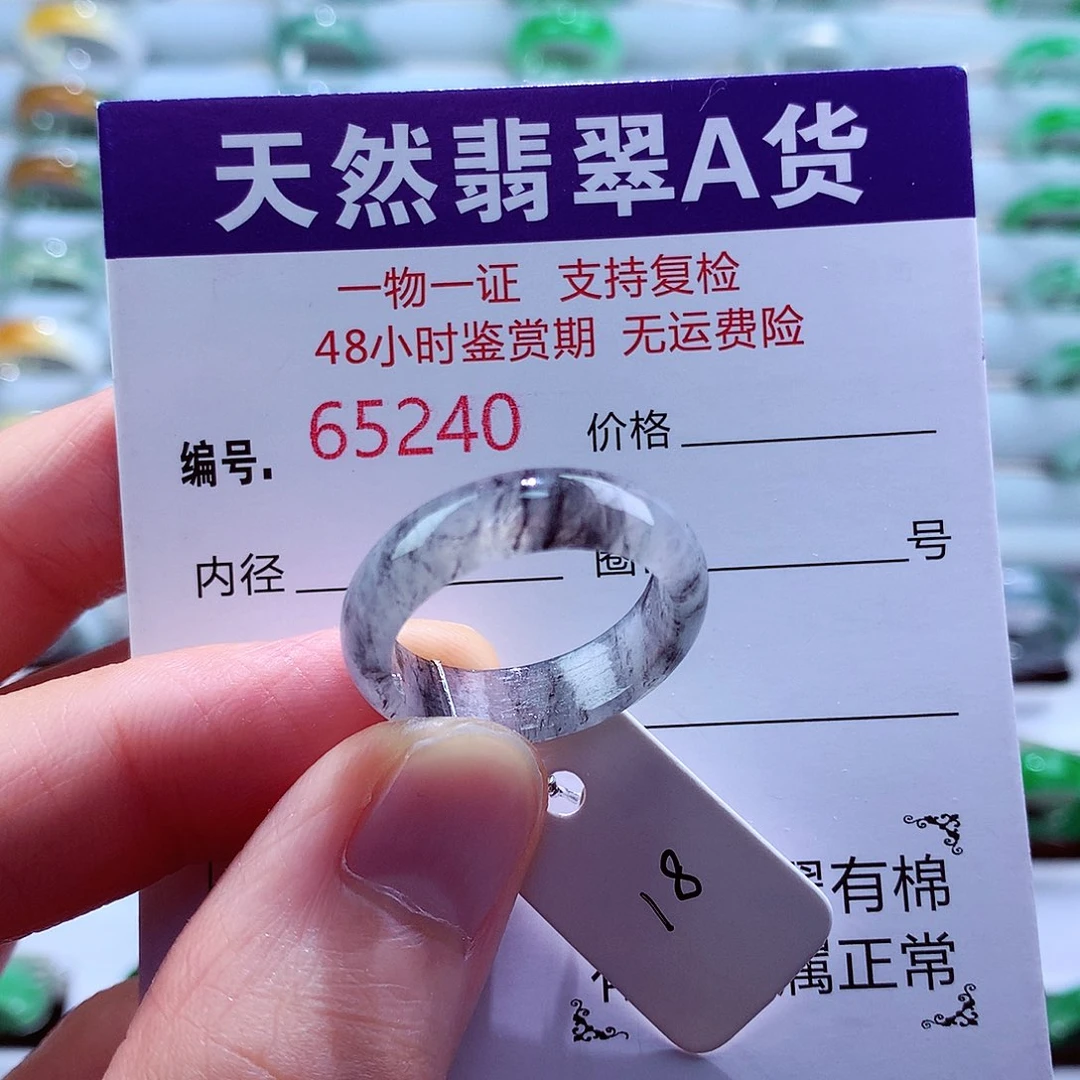 天然翡翠A货
一物一证 支持复检
48小时鉴赏期 无运费险
编号. 65240 价格
内径 圈 号
18
有棉
属正常